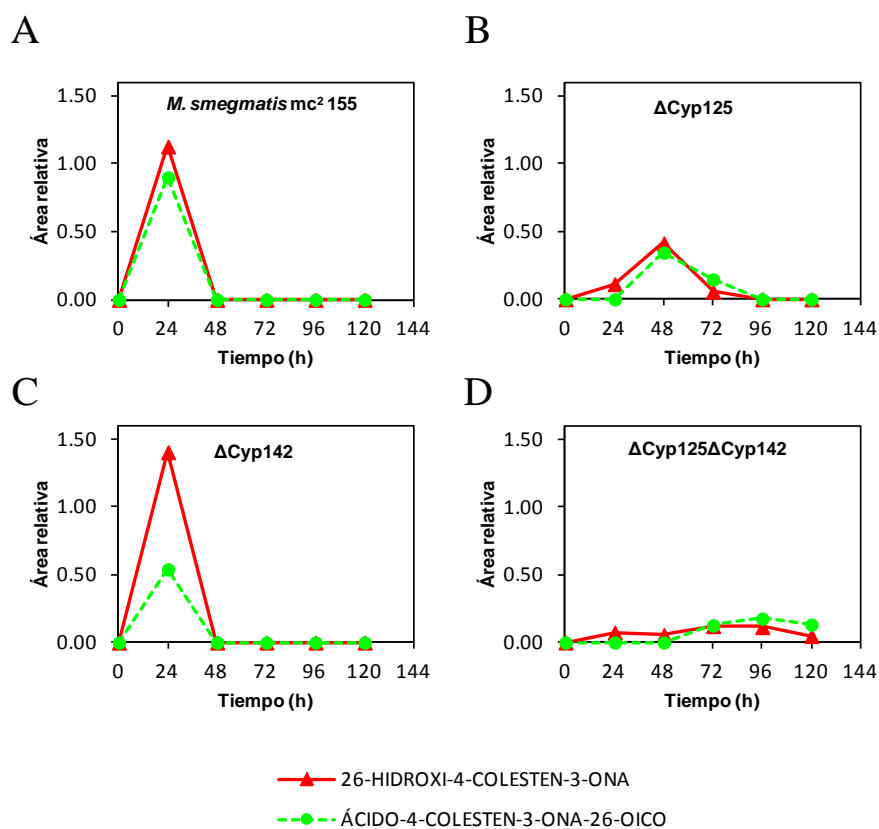 A
B
M. smegmatis mc² 155
ΔCyp125
1.50
1.00
0.50
0.00
Área relativa
0 24 48 72 96 120 144
Tiempo (h)
1.50
1.00
0.50
0.00
Área relativa
0 24 48 72 96 120 144
Tiempo (h)
C
D
ΔCyp142
ΔCyp125ΔCyp142
1.50
1.00
0.50
0.00
Área relativa
0 24 48 72 96 120 144
Tiempo (h)
1.50
1.00
0.50
0.00
Área relativa
0 24 48 72 96 120 144
Tiempo (h)
26-HIDROXI-4-COLESTEN-3-ONA
ÁCIDO-4-COLESTEN-3-ONA-26-OICO